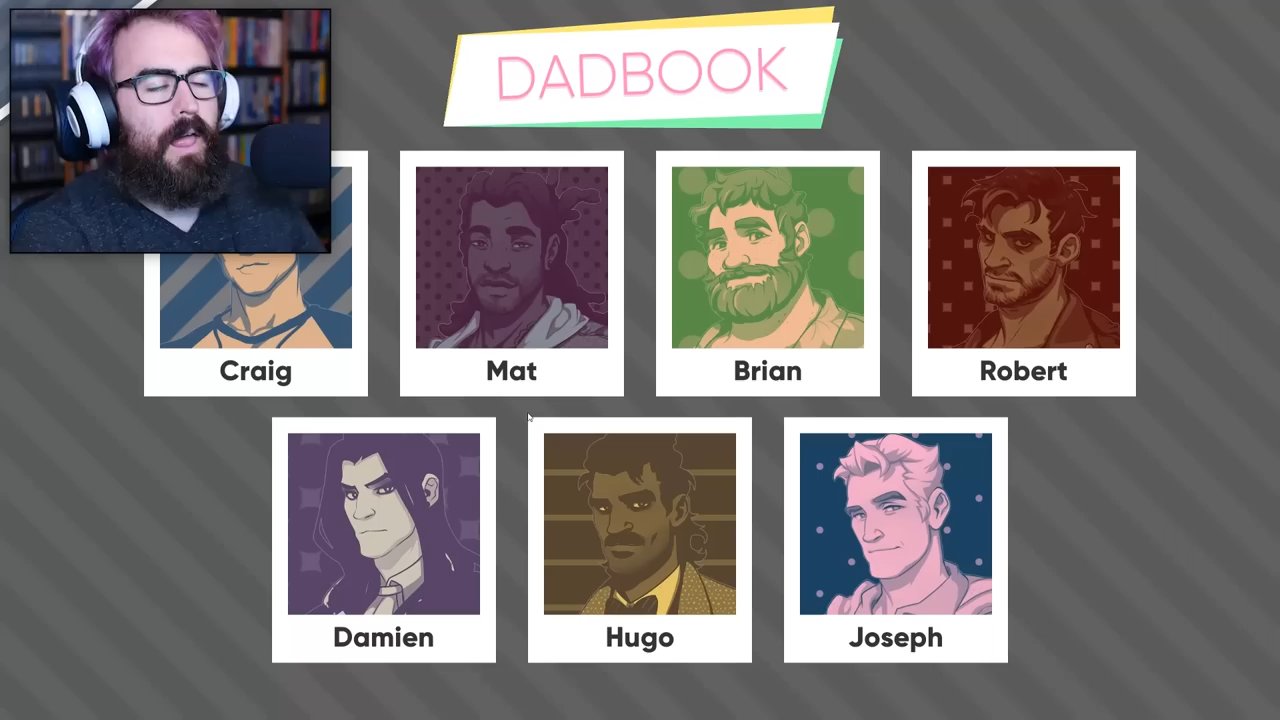 DADBOOK
Craig
Mat
Brian
Robert
Damien
Hugo
Joseph